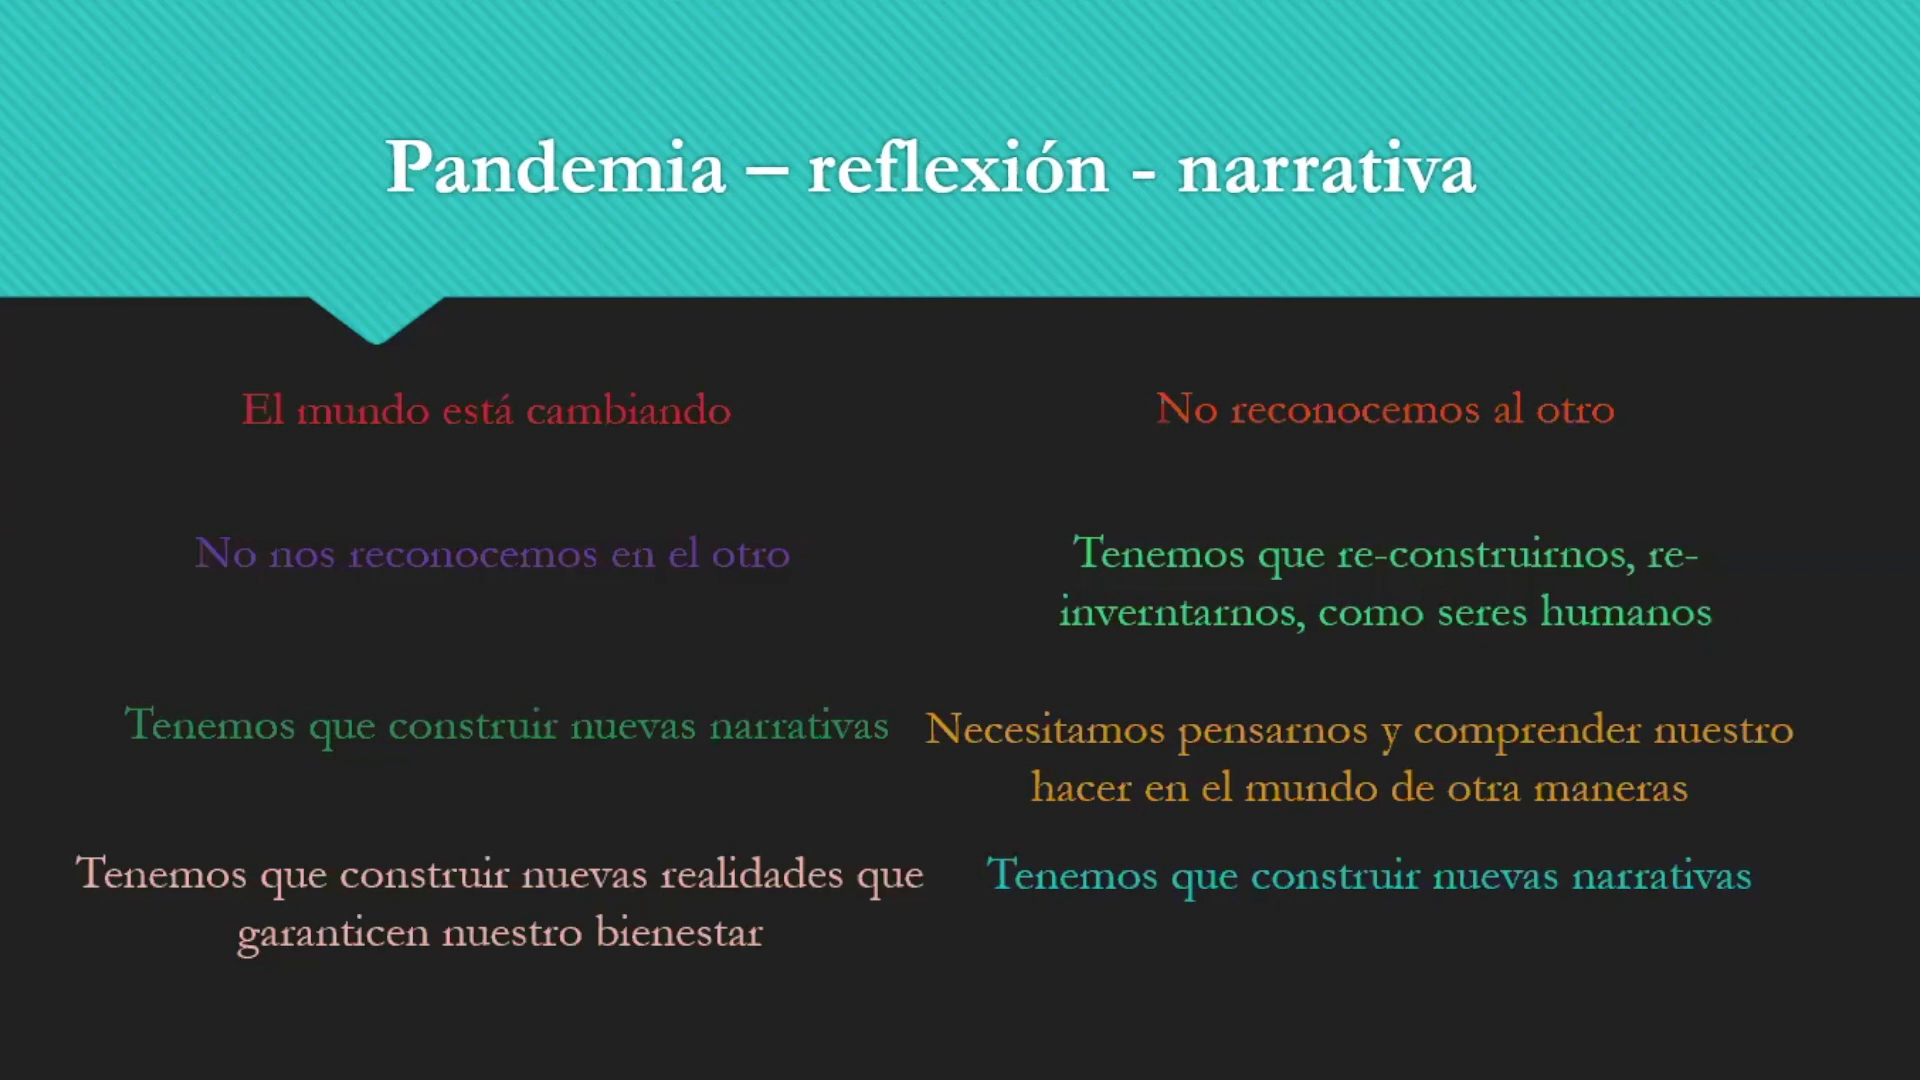 Pandemia – reflexión - narrativa
El mundo está cambiando
No reconocemos al otro
No nos reconocemos en el otro
Tenemos que re-construirnos, re-
inverntarnos, como seres humanos
Tenemos que construir nuevas narrativas
Necesitamos pensarnos y comprender nuestro
hacer en el mundo de otra maneras
Tenemos que construir nuevas realidades que
garanticen nuestro bienestar
Tenemos que construir nuevas narrativas